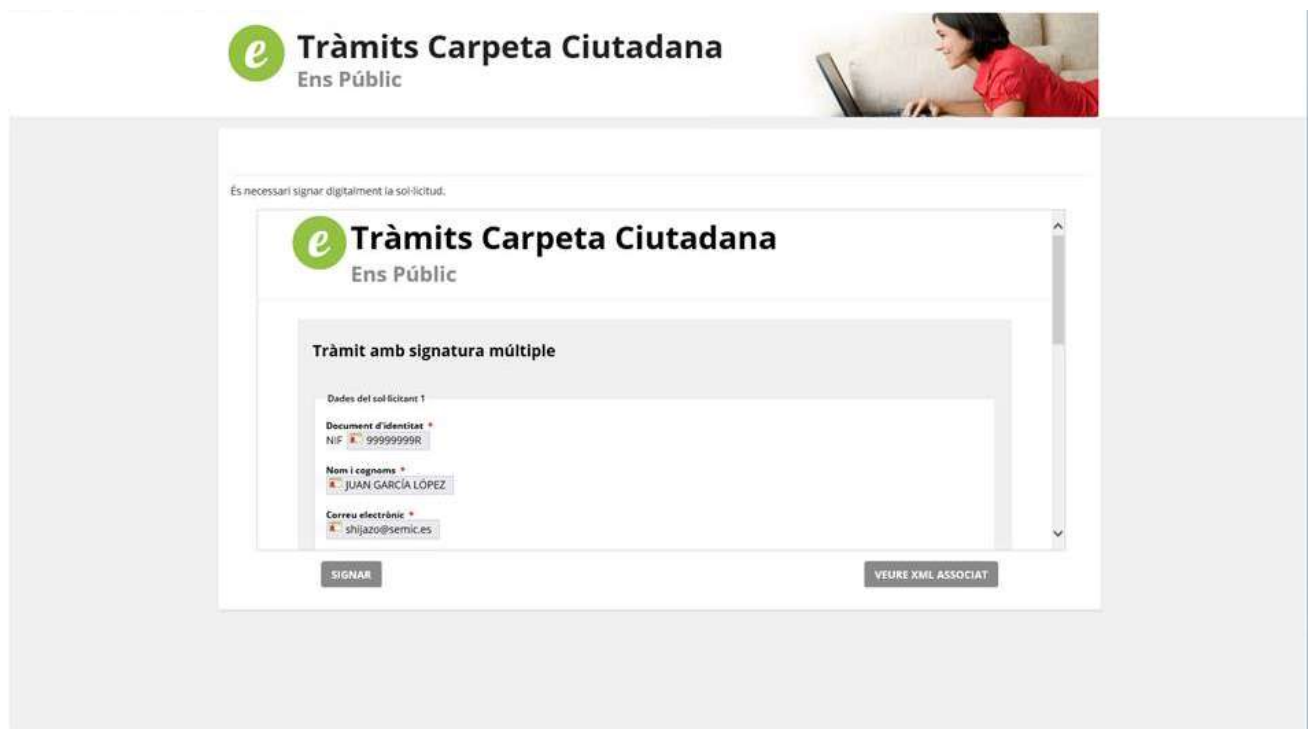 e Tràmits Carpeta Ciutadana
Ens Públic
És necessari signar digitalment la sol·licitud.
e Tràmits Carpeta Ciutadana
Ens Públic
Tràmit amb signatura múltiple
Dades del sol·licitant 1
Document d'identitat *
NIF 99999999R
Nom i cognoms *
JUAN GARCÍA LÓPEZ
Correu electrònic *
shijazo@semic.es
SIGNAR VEURE XML ASSOCIAT